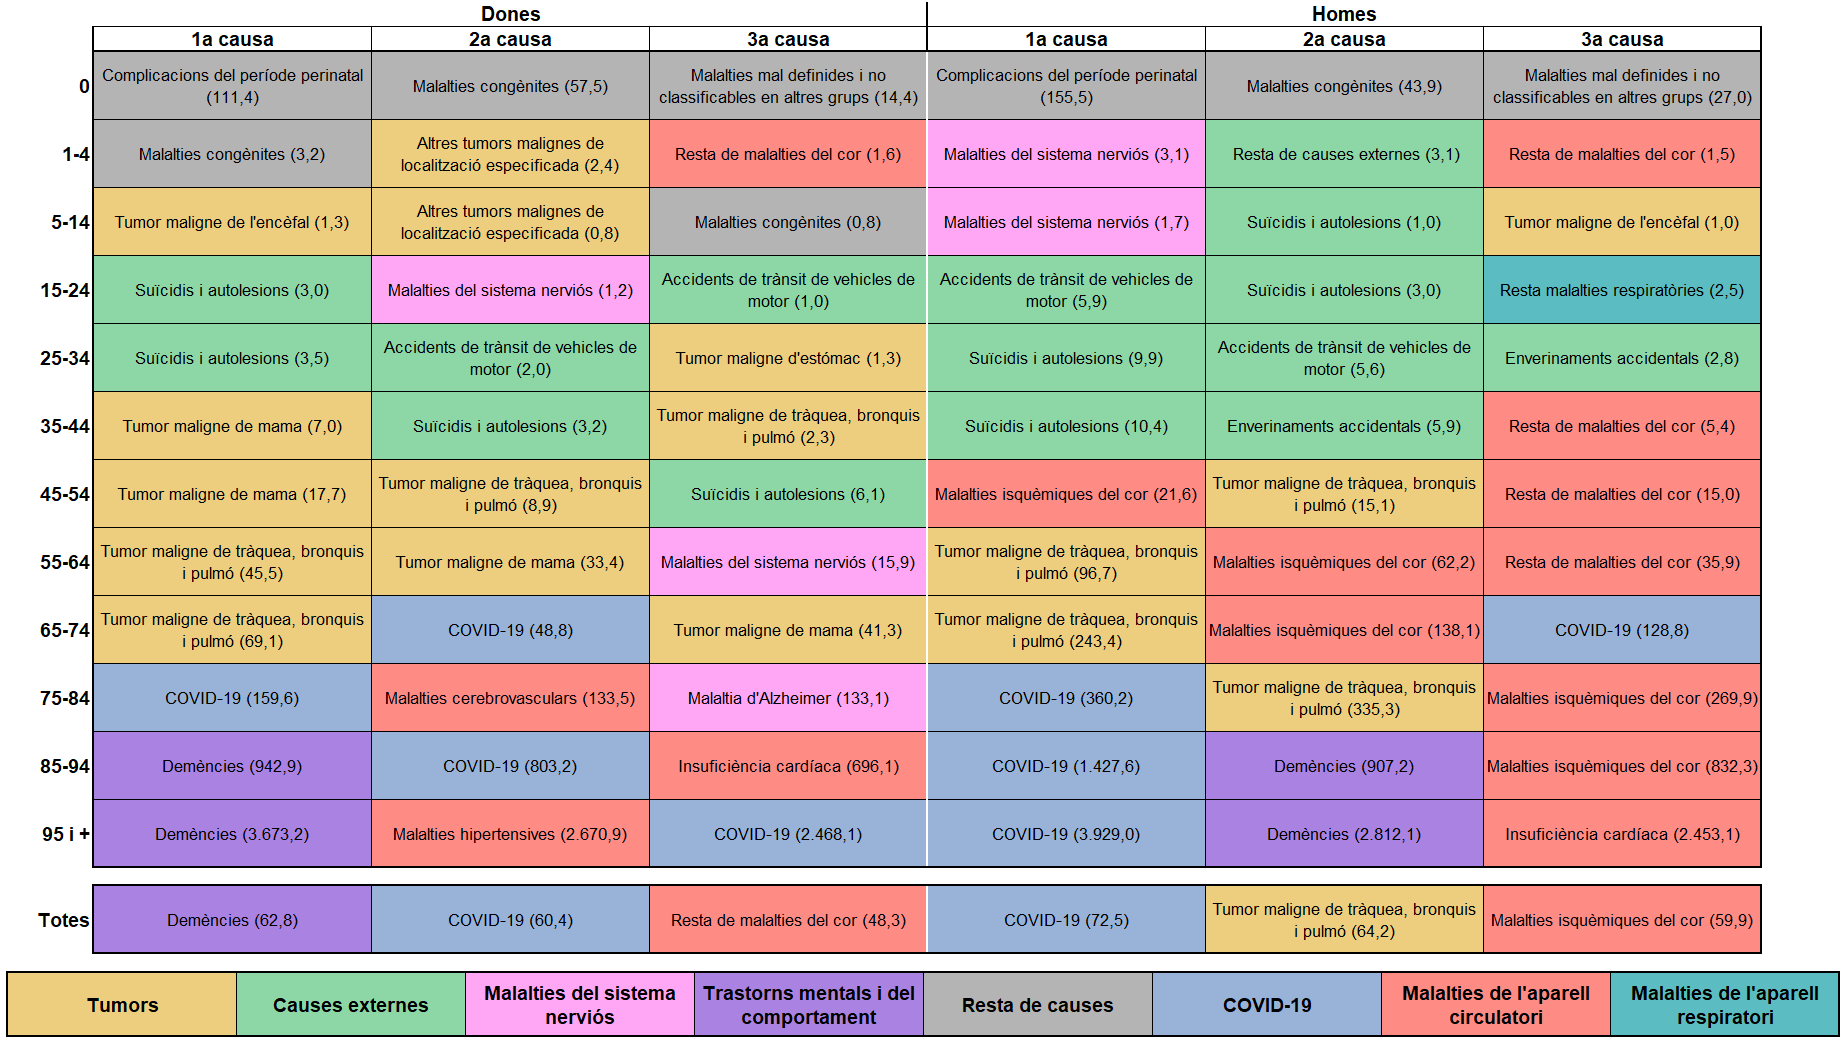 Dones
Homes
1a causa
2a causa
3a causa
1a causa
2a causa
3a causa
0
Complicacions del període perinatal
(111,4)
Malalties congènites (57,5)
Malalties mal definides i no
classificables en altres grups (14,4)
Complicacions del període perinatal
(155,5)
Malalties congènites (43,9)
Malalties mal definides i no
classificables en altres grups (27,0)
1-4
Malalties congènites (3,2)
Altres tumors malignes de
localització especificada (2,4)
Resta de malalties del cor (1,6)
Malalties del sistema nerviós (3,1)
Resta de causes externes (3,1)
Resta de malalties del cor (1,5)
5-14
Tumor maligne de l'encèfal (1,3)
Altres tumors malignes de
localització especificada (0,8)
Malalties congènites (0,8)
Malalties del sistema nerviós (1,7)
Suïcidis i autolesions (1,0)
Tumor maligne de l'encèfal (1,0)
15-24
Suïcidis i autolesions (3,0)
Malalties del sistema nerviós (1,2)
Accidents de trànsit de vehicles de
motor (1,0)
Accidents de trànsit de vehicles de
motor (5,9)
Suïcidis i autolesions (3,0)
Resta malalties respiratòries (2,5)
25-34
Suïcidis i autolesions (3,5)
Accidents de trànsit de vehicles de
motor (2,0)
Tumor maligne d'estómac (1,3)
Suïcidis i autolesions (9,9)
Accidents de trànsit de vehicles de
motor (5,6)
Enverinaments accidentals (2,8)
35-44
Tumor maligne de mama (7,0)
Suïcidis i autolesions (3,2)
Tumor maligne de tràquea, bronquis
i pulmó (2,3)
Suïcidis i autolesions (10,4)
Enverinaments accidentals (5,9)
Resta de malalties del cor (5,4)
45-54
Tumor maligne de mama (17,7)
Tumor maligne de tràquea, bronquis
i pulmó (8,9)
Suïcidis i autolesions (6,1)
Malalties isquèmiques del cor (21,6)
Tumor maligne de tràquea, bronquis
i pulmó (15,1)
Resta de malalties del cor (15,0)
55-64
Tumor maligne de tràquea, bronquis
i pulmó (45,5)
Tumor maligne de mama (33,4)
Malalties del sistema nerviós (15,9)
Tumor maligne de tràquea, bronquis
i pulmó (96,7)
Malalties isquèmiques del cor (62,2)
Resta de malalties del cor (35,9)
65-74
Tumor maligne de tràquea, bronquis
i pulmó (69,1)
COVID-19 (48,8)
Tumor maligne de mama (41,3)
Tumor maligne de tràquea, bronquis
i pulmó (243,4)
Malalties isquèmiques del cor (138,1)
COVID-19 (128,8)
75-84
COVID-19 (159,6)
Malalties cerebrovasculars (133,5)
Malaltia d'Alzheimer (133,1)
COVID-19 (360,2)
Tumor maligne de tràquea, bronquis
i pulmó (335,3)
Malalties isquèmiques del cor (269,9)
85-94
Demències (942,9)
COVID-19 (803,2)
Insuficiència cardíaca (696,1)
COVID-19 (1.427,6)
Demències (907,2)
Malalties isquèmiques del cor (832,3)
95 i +
Demències (3.673,2)
Malalties hipertensives (2.670,9)
COVID-19 (2.468,1)
COVID-19 (3.929,0)
Demències (2.812,1)
Insuficiència cardíaca (2.453,1)
Totes
Demències (62,8)
COVID-19 (60,4)
Resta de malalties del cor (48,3)
COVID-19 (72,5)
Tumor maligne de tràquea, bronquis
i pulmó (64,2)
Malalties isquèmiques del cor (59,9)
Tumors
Causes externes
Malalties del sistema
nerviós
Trastorns mentals i del
comportament
Resta de causes
COVID-19
Malalties de l'aparell
circulatori
Malalties de l'aparell
respiratori